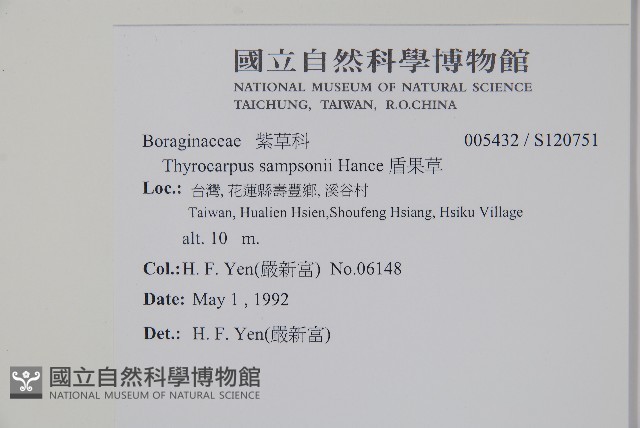 國立自然科學博物館
NATIONAL MUSEUM OF NATURAL SCIENCE
TAICHUNG, TAIWAN, R.O.CHINA
Boraginaceae 紫草科 005432 / S120751
Thyrocarpus sampsonii Hance 盾果草
Loc.: 台灣, 花蓮縣壽豐鄉, 溪谷村
Taiwan, Hualien Hsien,Shoufeng Hsiang, Hsiku Village
alt. 10 m.
Col.:H. F. Yen(嚴新富) No.06148
Date: May 1 , 1992
Det.: H. F. Yen(嚴新富)
國立自然科學博物館
NATIONAL MUSEUM OF NATURAL SCIENCE